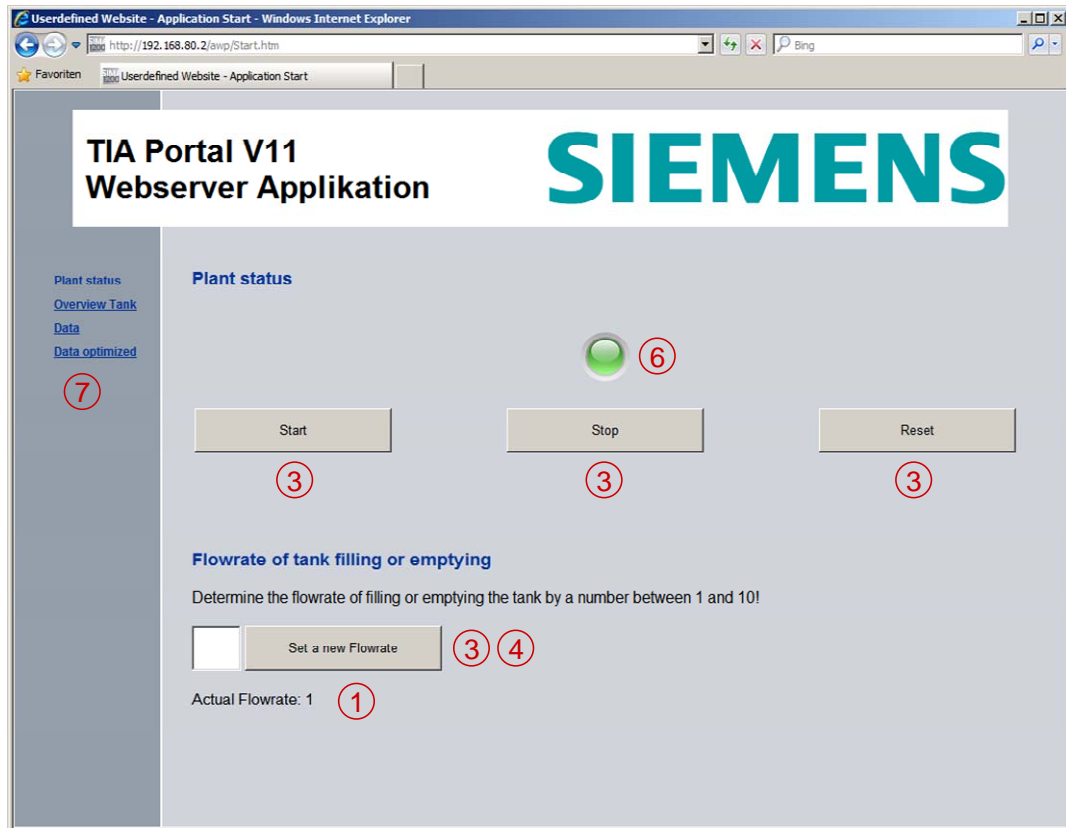 Userdefined Website - Application Start - Windows Internet Explorer
http://192.168.80.2/awp/Start.htm
Bing
Favoriten
Userdefined Website - Application Start
TIA Portal V11
Webserver Applikation
SIEMENS
Plant status
Overview Tank
Data
Data optimized
7
Plant status
6
Start
Stop
Reset
3
3
3
Flowrate of tank filling or emptying
Determine the flowrate of filling or emptying the tank by a number between 1 and 10!
Set a new Flowrate
3 4
Actual Flowrate: 1
1